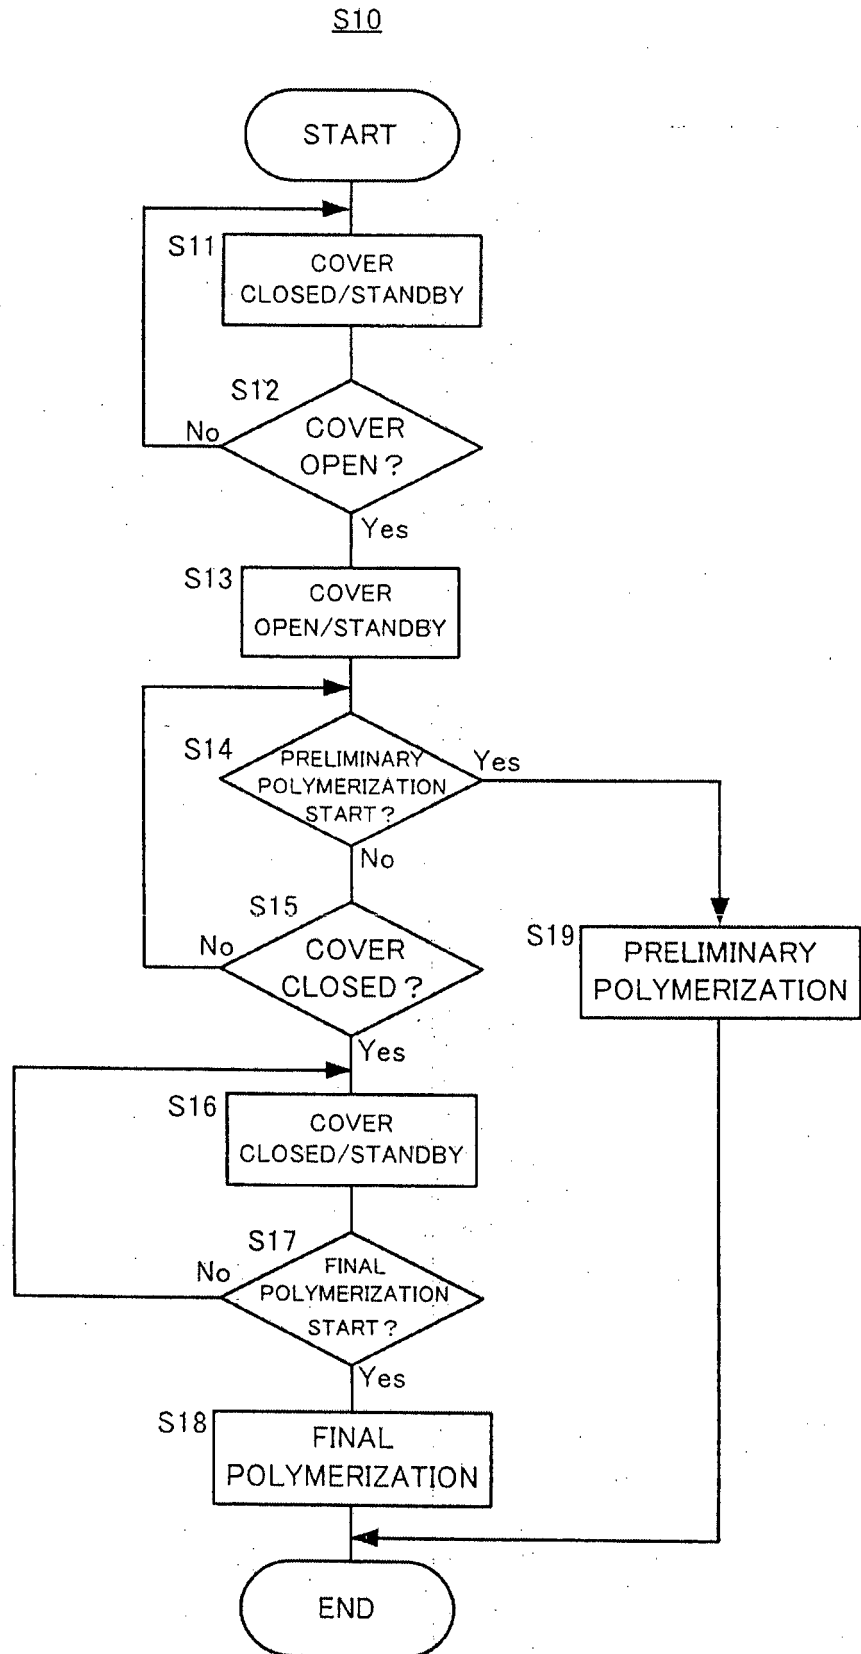 S10
START
S11
COVER
CLOSED/STANDBY
S12
COVER
OPEN?
No
Yes
S13
COVER
OPEN/STANDBY
S14
PRELIMINARY
POLYMERIZATION
START?
Yes
No
S15
COVER
CLOSED?
No
Yes
S19
PRELIMINARY
POLYMERIZATION
S16
COVER
CLOSED/STANDBY
S17
FINAL
POLYMERIZATION
START?
No
Yes
S18
FINAL
POLYMERIZATION
END